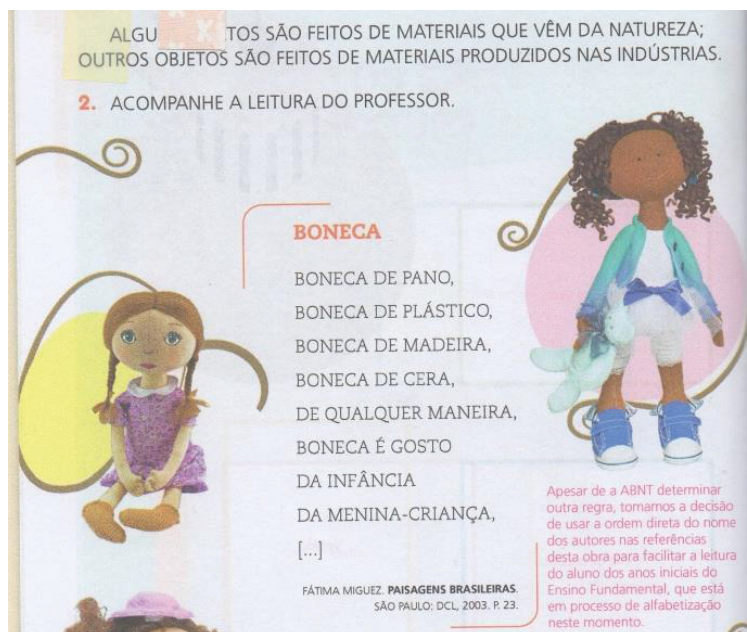 ALGU TOS SÃO FEITOS DE MATERIAIS QUE VÊM DA NATUREZA;
OUTROS OBJETOS SÃO FEITOS DE MATERIAIS PRODUZIDOS NAS INDÚSTRIAS.
2. ACOMPANHE A LEITURA DO PROFESSOR.
BONECA
BONECA DE PANO,
BONECA DE PLÁSTICO,
BONECA DE MADEIRA,
BONECA DE CERA,
DE QUALQUER MANEIRA,
BONECA É GOSTO
DA INFÂNCIA
DA MENINA-CRIANÇA,
[...]
FÁTIMA MIGUEZ. PAISAGENS BRASILEIRAS.
SÃO PAULO: DCL, 2003. P. 23.
Apesar de a ABNT determinar
outra regra, tomamos a decisão
de usar a ordem direta do nome
dos autores nas referências
desta obra para facilitar a leitura
do aluno dos anos iniciais do
Ensino Fundamental, que está
em processo de alfabetização
neste momento.